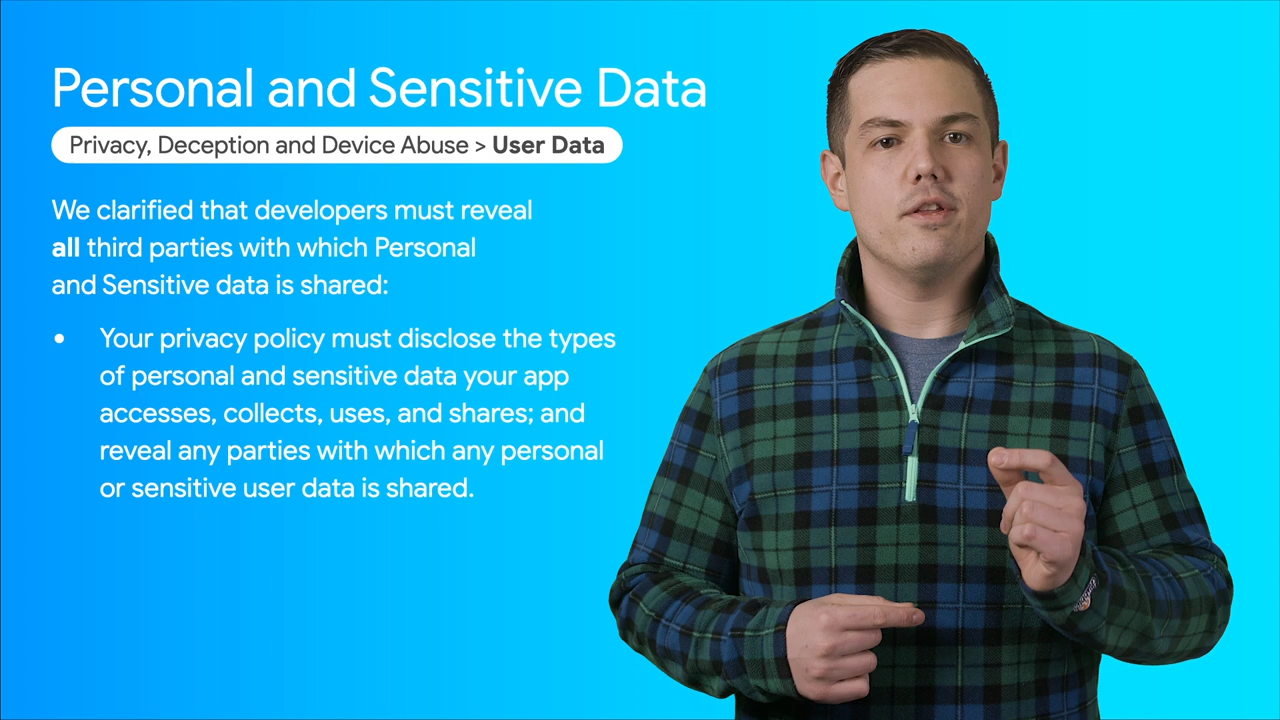 Personal and Sensitive Data
Privacy, Deception and Device Abuse > User Data
We clarified that developers must reveal
all third parties with which Personal
and Sensitive data is shared:
• Your privacy policy must disclose the types
of personal and sensitive data your app
accesses, collects, uses, and shares; and
reveal any parties with which any personal
or sensitive user data is shared.